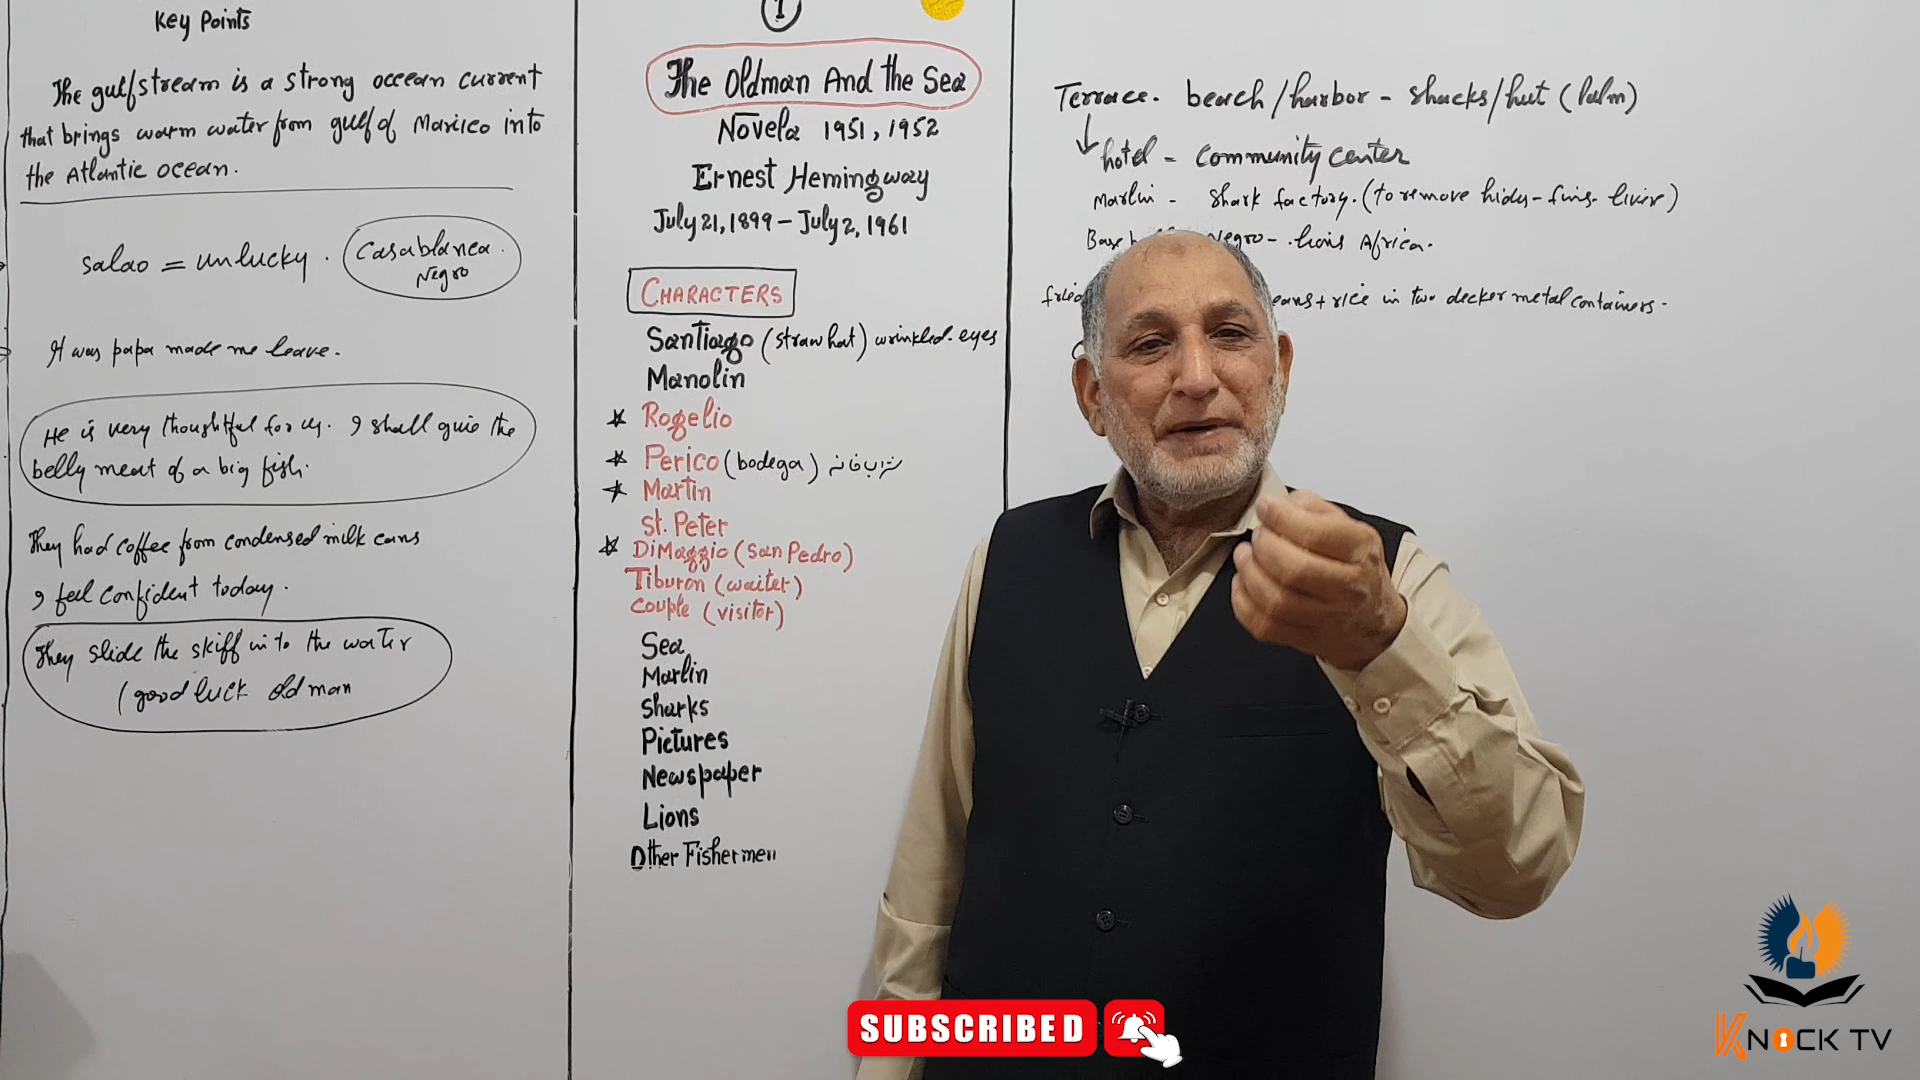 Key Points
The gulfstream is a strong occean current
that brings warm water from gulf of Maxico into
the Atlantic ocean.
salao = unlucky.
Casablanca.
Negro
It was papa made me leave.
He is very thoughtful for us. I shall give the
belly meat of a big fish.
They had coffee from condensed milk cans
I feel confident today.
They slide the skiff in to the water
(good luck old man
1
The Oldman And the Sea
Novela 1951, 1952
Ernest Hemingway
July 21, 1899 - July 2, 1961
CHARACTERS
Santiago (straw hat) wrinkled-eyes
Manolin
Rogelio
Perico (bodega) شراب خانہ
Martin
St. Peter
DiMaggio (San Pedro)
Tiburon (waiter)
Couple (visitor)
Sea
Marlin
Sharks
Pictures
Newspaper
Lions
Other Fishermen
Terrace. beach/harbor - shacks/hut (Palm)
hotel - Community center
Marlin - shark factory. (to remove hides-fins-liver)
Base Negro - lions Africa.
+ rice in two decker metal containers-
SUBSCRIBED
KNOCK TV